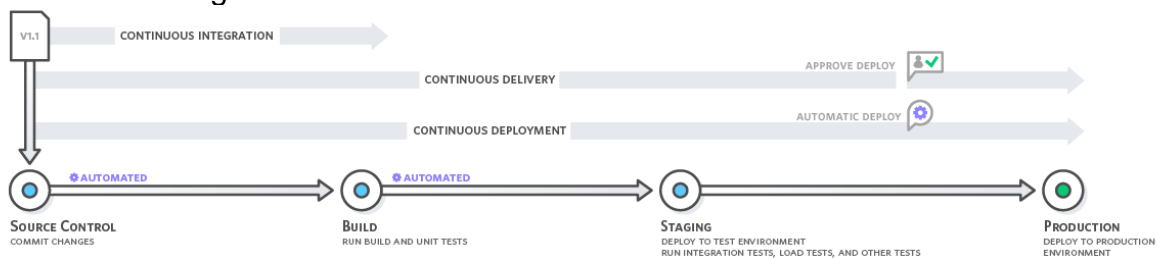 V1.1
CONTINUOUS INTEGRATION
APPROVE DEPLOY
CONTINUOUS DELIVERY
AUTOMATIC DEPLOY
CONTINUOUS DEPLOYMENT
AUTOMATED
AUTOMATED
SOURCE CONTROL
COMMIT CHANGES
BUILD
RUN BUILD AND UNIT TESTS
STAGING
DEPLOY TO TEST ENVIRONMENT
RUN INTEGRATION TESTS, LOAD TESTS, AND OTHER TESTS
PRODUCTION
DEPLOY TO PRODUCTION
ENVIRONMENT